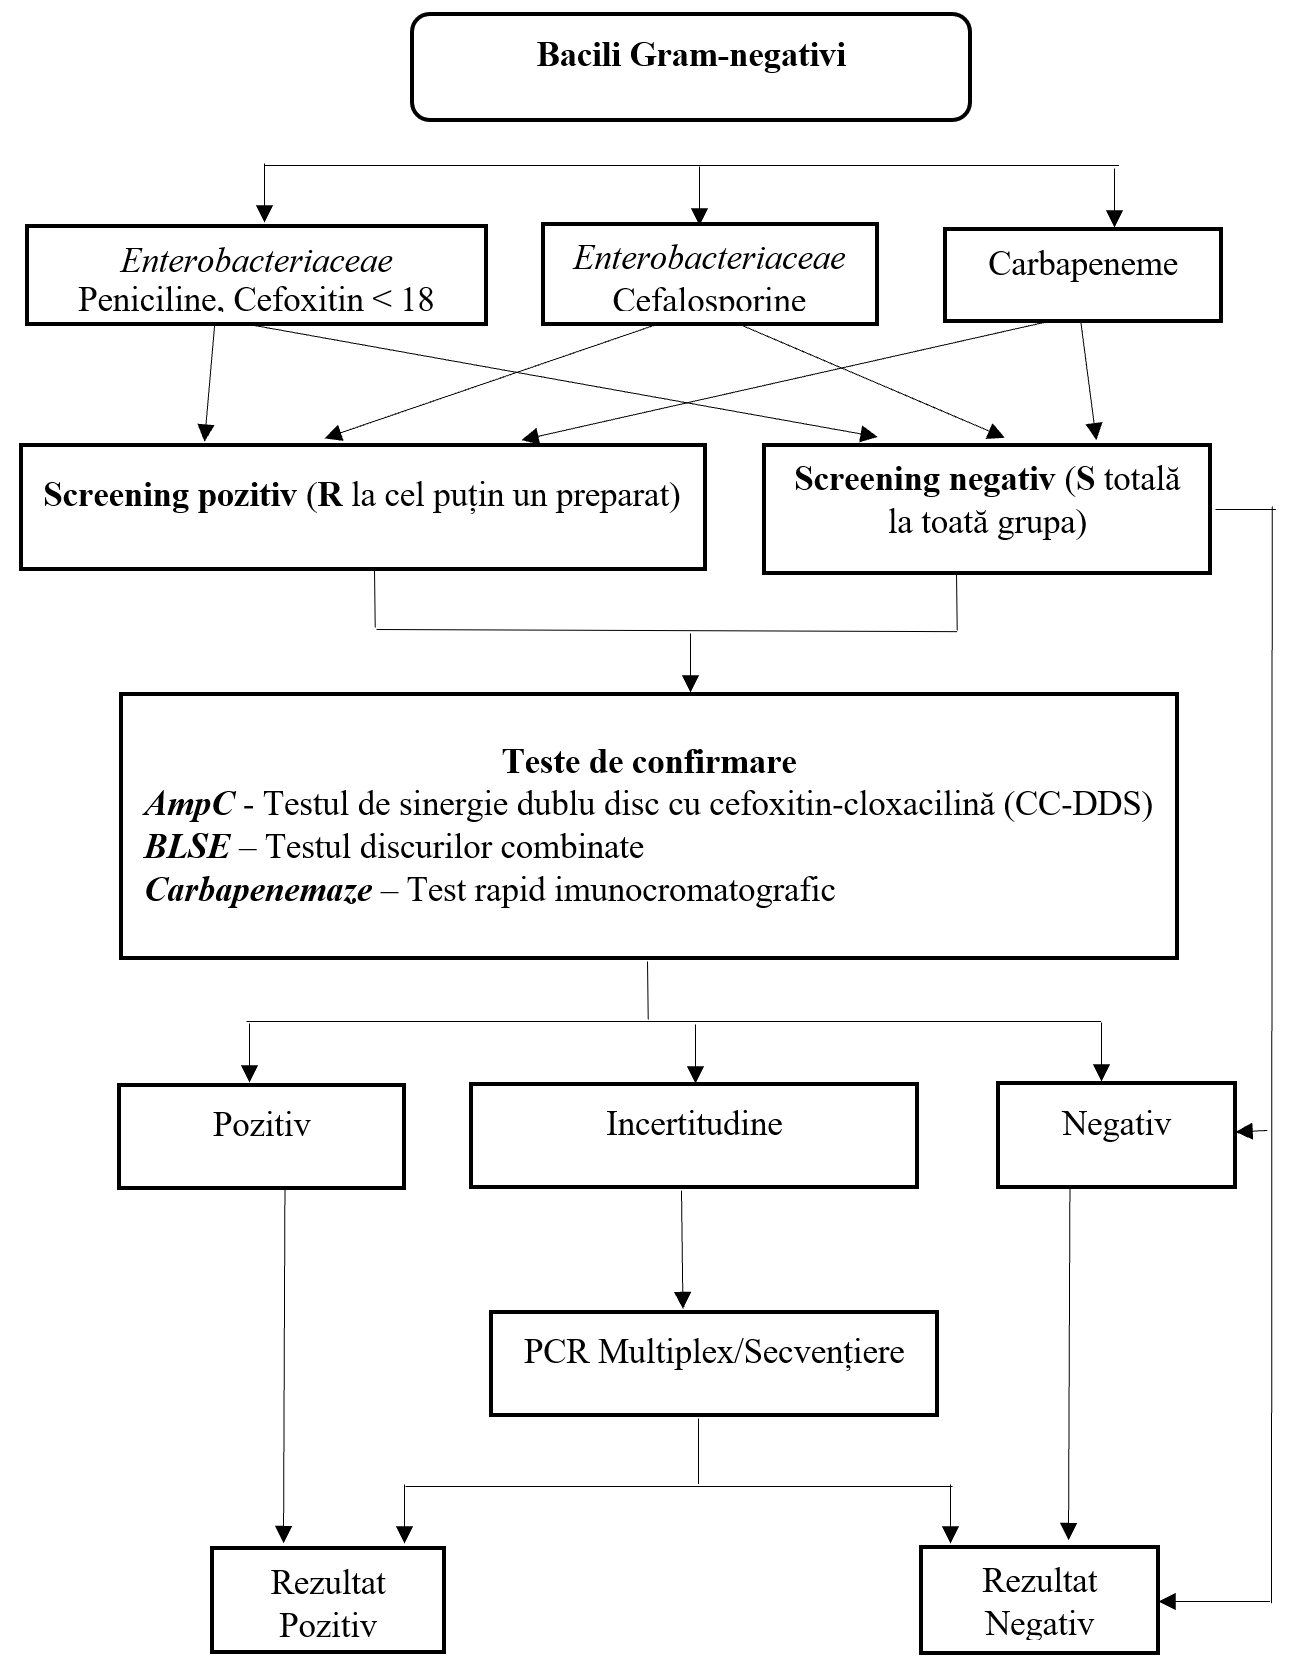 Bacili Gram-negativi
Enterobacteriaceae
Peniciline, Cefoxitin < 18
Enterobacteriaceae
Cefalosporine
Carbapeneme
Screening pozitiv (R la cel puțin un preparat)
Screening negativ (S totală
la toată grupa)
Teste de confirmare
AmpC - Testul de sinergie dublu disc cu cefoxitin-cloxacilină (CC-DDS)
BLSE – Testul discurilor combinate
Carbapenemaze – Test rapid imunocromatografic
Pozitiv
Incertitudine
Negativ
PCR Multiplex/Secvențiere
Rezultat
Pozitiv
Rezultat
Negativ